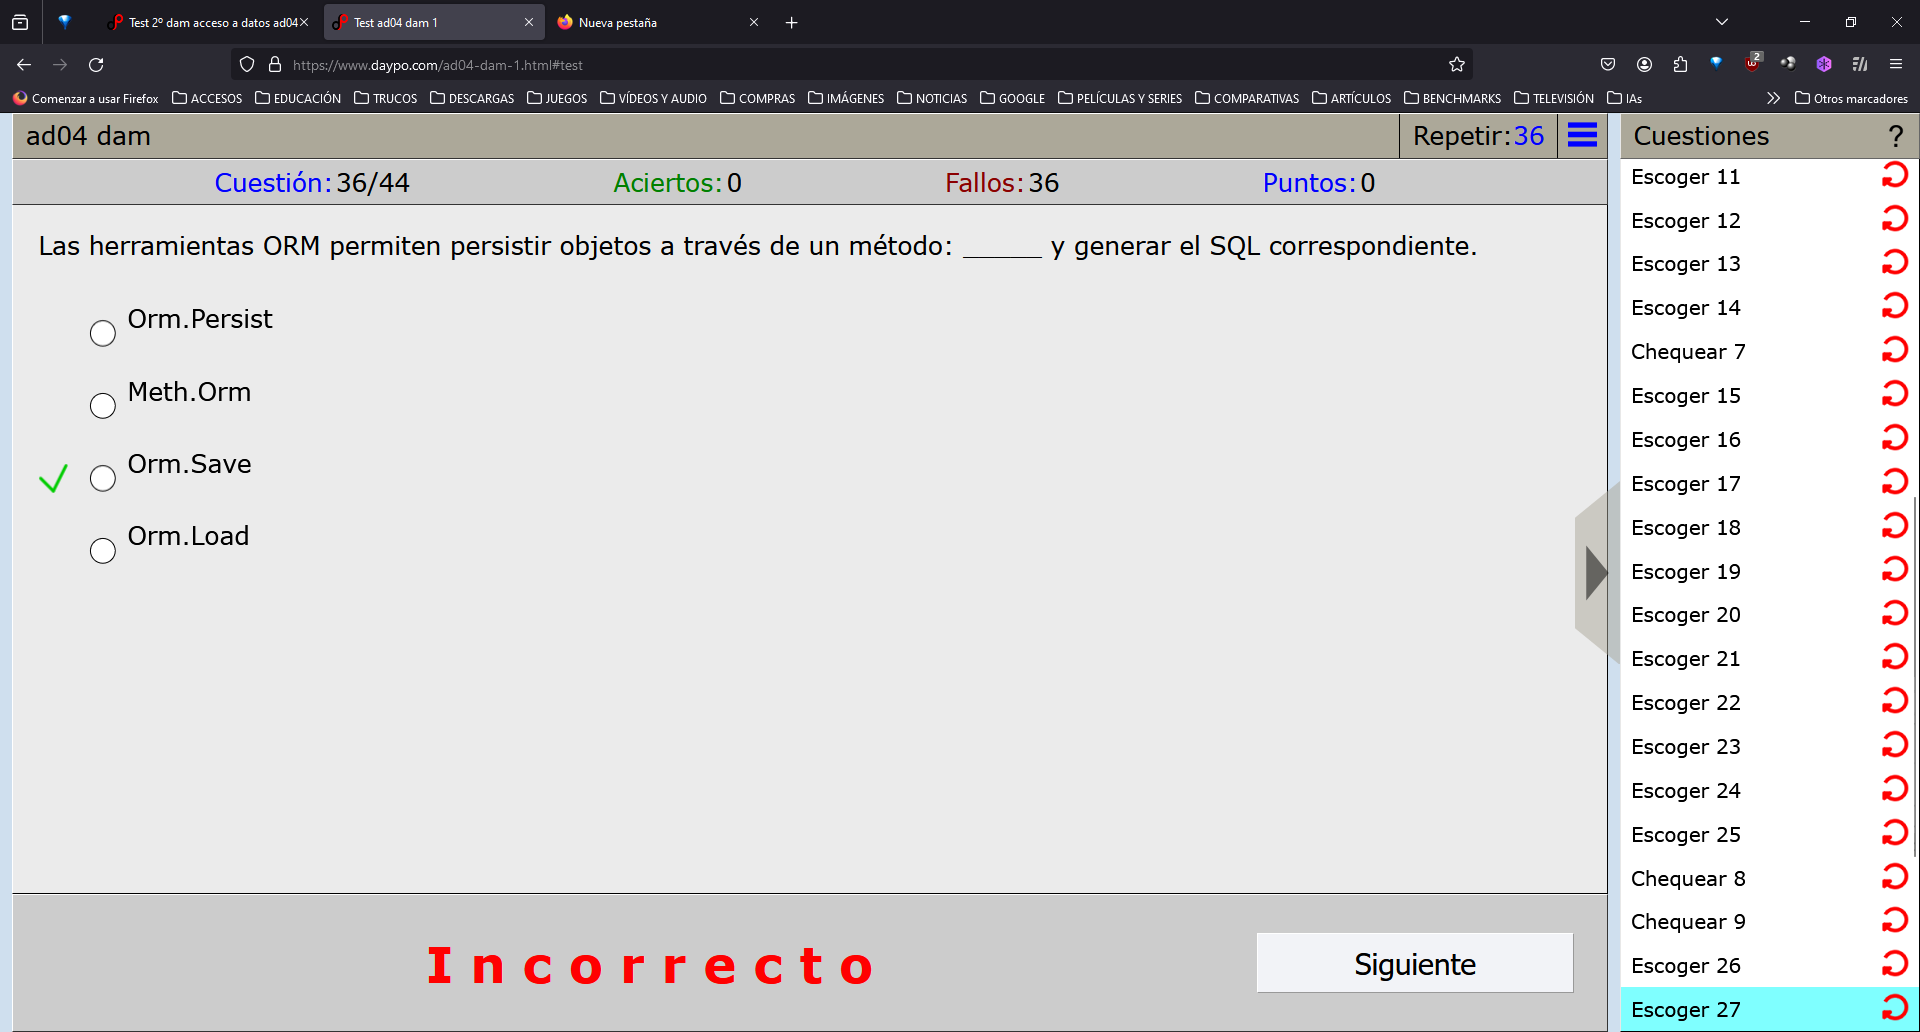 Test 2º dam acceso a datos ad04
Test ad04 dam 1
Nueva pestaña
https://www.daypo.com/ad04-dam-1.html#test
2
Comenzar a usar Firefox
ACCESOS
EDUCACIÓN
TRUCOS
DESCARGAS
JUEGOS
VÍDEOS Y AUDIO
COMPRAS
IMÁGENES
NOTICIAS
GOOGLE
PELÍCULAS Y SERIES
COMPARATIVAS
ARTÍCULOS
BENCHMARKS
TELEVISIÓN
IAs
Otros marcadores
ad04 dam
Repetir:36
Cuestión:36/44
Aciertos:0
Fallos:36
Puntos:0
Las herramientas ORM permiten persistir objetos a través de un método: ______ y generar el SQL correspondiente.
Orm.Persist
Meth.Orm
Orm.Save
Orm.Load
Incorrecto
Siguiente
Cuestiones
?
Escoger 11
Escoger 12
Escoger 13
Escoger 14
Chequear 7
Escoger 15
Escoger 16
Escoger 17
Escoger 18
Escoger 19
Escoger 20
Escoger 21
Escoger 22
Escoger 23
Escoger 24
Escoger 25
Chequear 8
Chequear 9
Escoger 26
Escoger 27